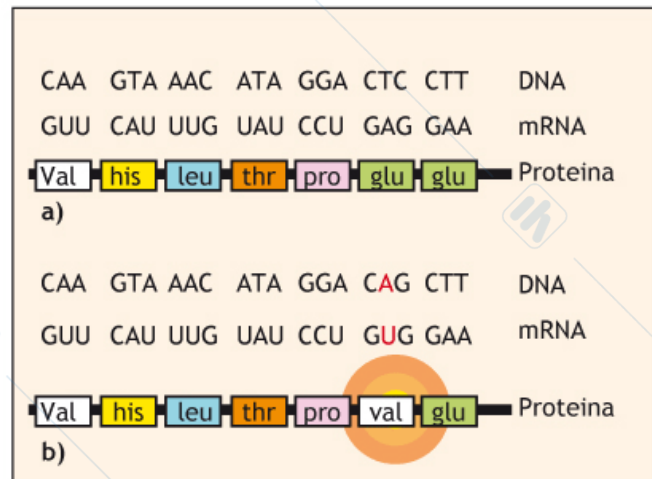 CAA GTA AAC ATA GGA CTC CTT DNA
GUU CAU UUG UAU CCU GAG GAA mRNA
Val his leu thr pro glu glu Proteina
a)
CAA GTA AAC ATA GGA CAG CTT DNA
GUU CAU UUG UAU CCU GUG GAA mRNA
Val his leu thr pro val glu Proteina
b)